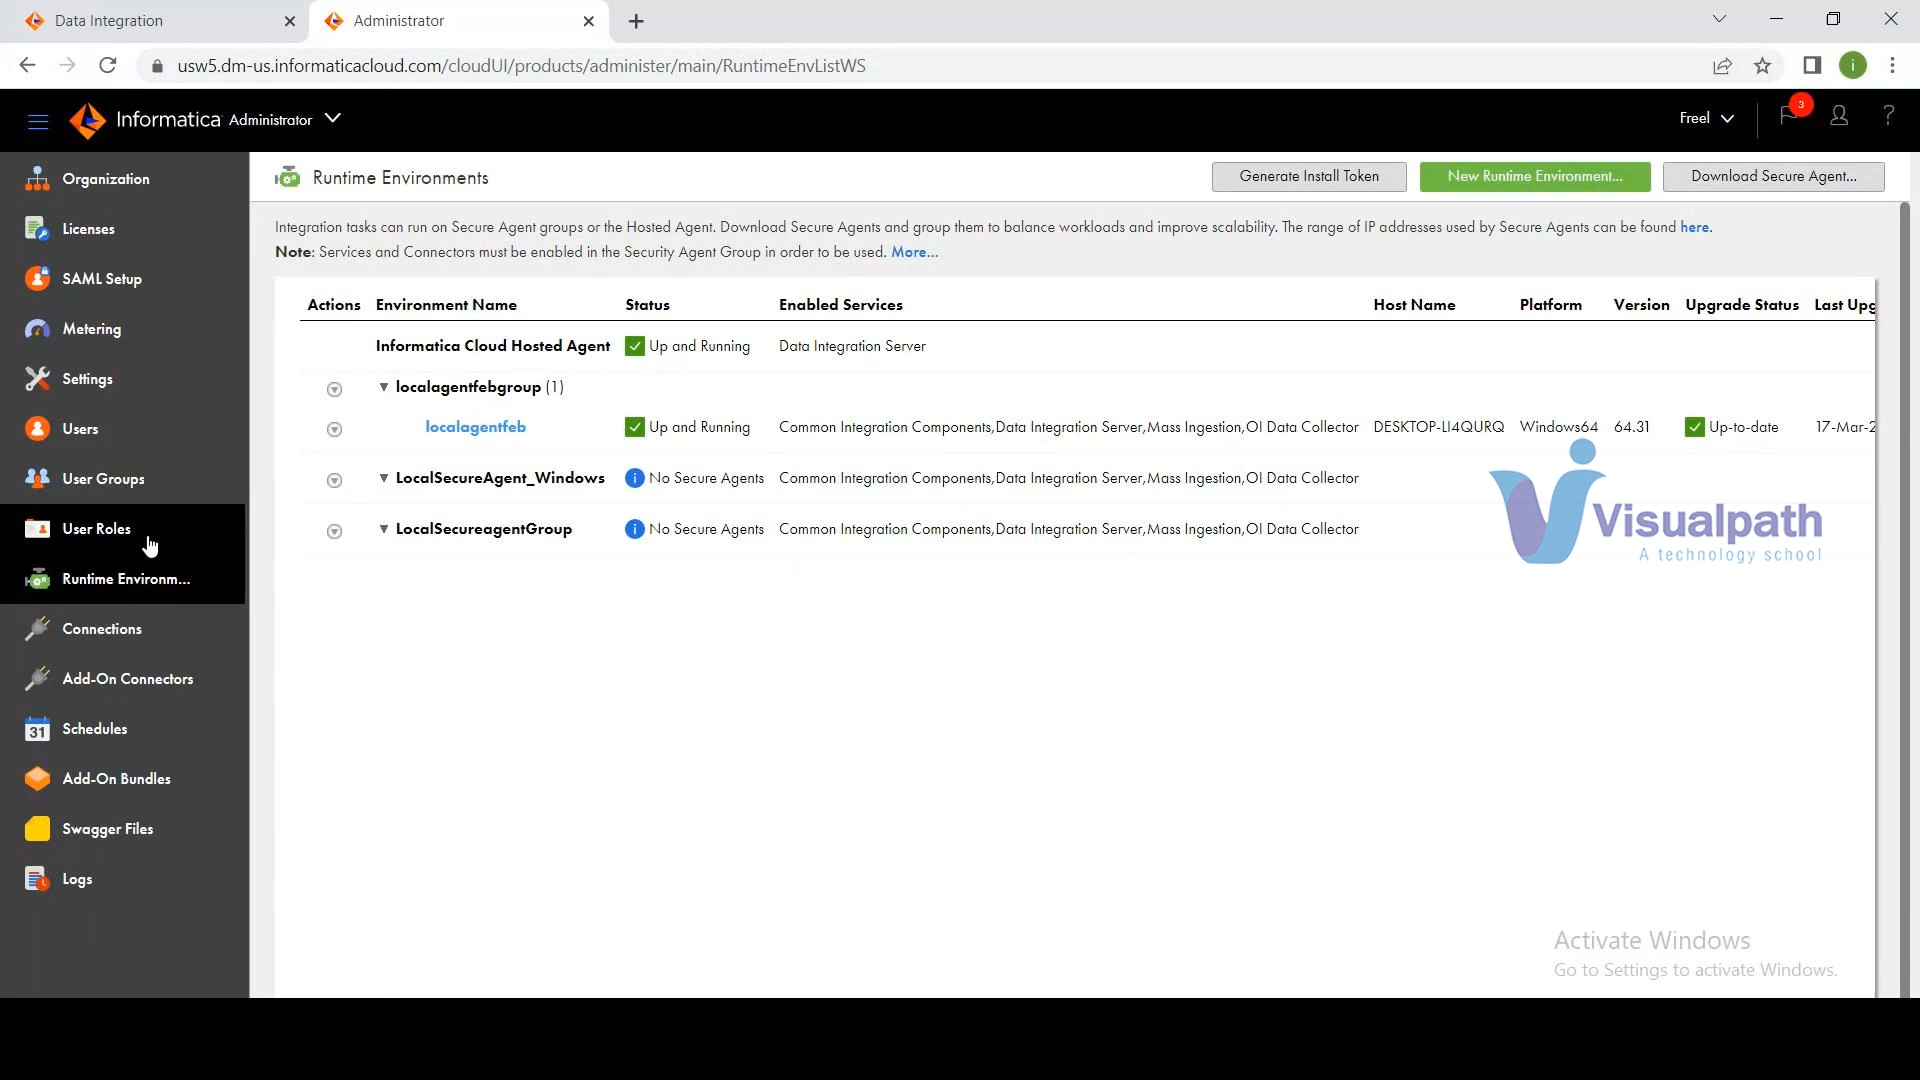 Data Integration
Administrator
usw5.dm-us.informaticacloud.com/cloudUI/products/administer/main/RuntimeEnvListWS
i
Informatica Administrator
Freel
3
?
Organization
Licenses
SAML Setup
Metering
Settings
Users
User Groups
User Roles
Runtime Environm...
Connections
Add-On Connectors
31
Schedules
Add-On Bundles
Swagger Files
Logs
Runtime Environments
Generate Install Token
New Runtime Environment...
Download Secure Agent...
Integration tasks can run on Secure Agent groups or the Hosted Agent. Download Secure Agents and group them to balance workloads and improve scalability. The range of IP addresses used by Secure Agents can be found here.
Note: Services and Connectors must be enabled in the Security Agent Group in order to be used. More...
Actions Environment Name Status Enabled Services Host Name Platform Version Upgrade Status Last Upg
Informatica Cloud Hosted Agent Up and Running Data Integration Server
localagentfebgroup (1)
localagentfeb Up and Running Common Integration Components,Data Integration Server,Mass Ingestion,OI Data Collector DESKTOP-LI4QURQ Windows64 64.31 Up-to-date 17-Mar-2
LocalSecureAgent_Windows No Secure Agents Common Integration Components,Data Integration Server,Mass Ingestion,OI Data Collector
LocalSecureagentGroup No Secure Agents Common Integration Components,Data Integration Server,Mass Ingestion,OI Data Collector
Visualpath
A technology school
Activate Windows
Go to Settings to activate Windows.